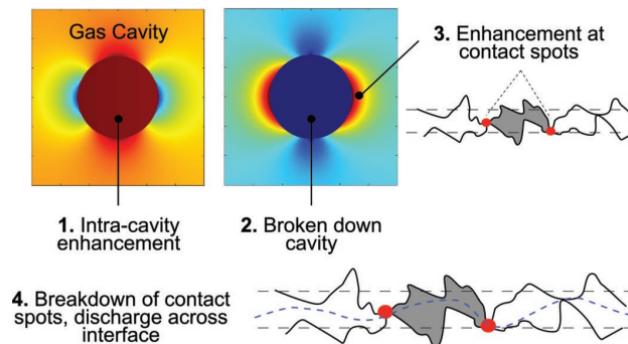 Gas Cavity
3. Enhancement at
contact spots
1. Intra-cavity
enhancement
2. Broken down
cavity
4. Breakdown of contact
spots, discharge across
interface